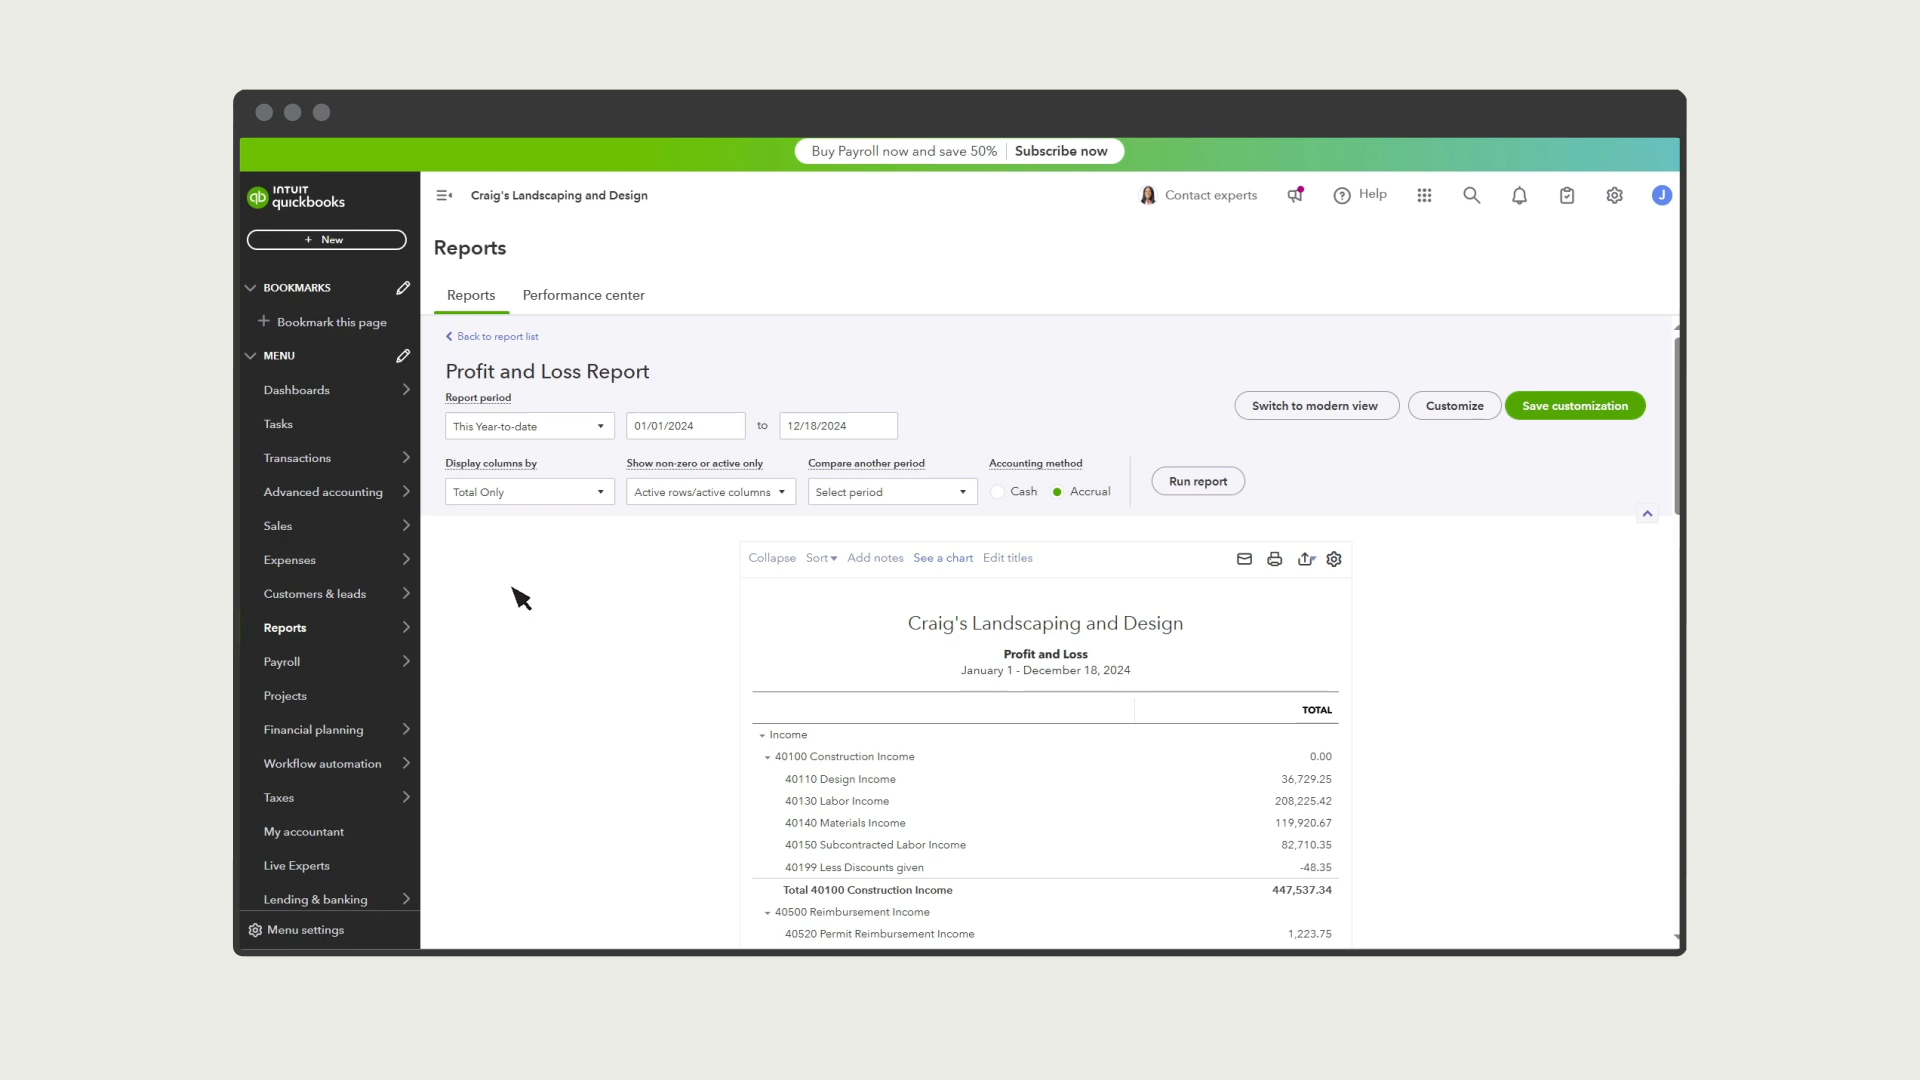 Buy Payroll now and save 50% Subscribe now
INTUIT
quickbooks
Craig's Landscaping and Design
Contact experts
Help
J
+ New
BOOKMARKS
Bookmark this page
MENU
Dashboards
Tasks
Transactions
Advanced accounting
Sales
Expenses
Customers & leads
Reports
Payroll
Projects
Financial planning
Workflow automation
Taxes
My accountant
Live Experts
Lending & banking
Menu settings
Reports
Reports Performance center
Back to report list
Profit and Loss Report
Report period
This Year-to-date 01/01/2024 to 12/18/2024
Switch to modern view Customize Save customization
Display columns by Show non-zero or active only Compare another period Accounting method
Total Only Active rows/active columns Select period Cash Accrual Run report
Collapse Sort Add notes See a chart Edit titles
Craig's Landscaping and Design
Profit and Loss
January 1 - December 18, 2024
TOTAL
Income
40100 Construction Income 0.00
40110 Design Income 36,729.25
40130 Labor Income 208,225.42
40140 Materials Income 119,920.67
40150 Subcontracted Labor Income 82,710.35
40199 Less Discounts given -48.35
Total 40100 Construction Income 447,537.34
40500 Reimbursement Income
40520 Permit Reimbursement Income 1,223.75